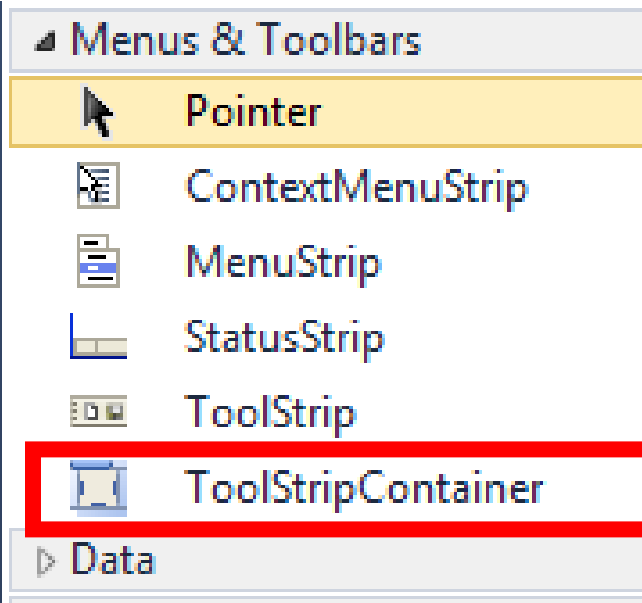 Menus & Toolbars
Pointer
ContextMenuStrip
MenuStrip
StatusStrip
ToolStrip
ToolStripContainer
Data